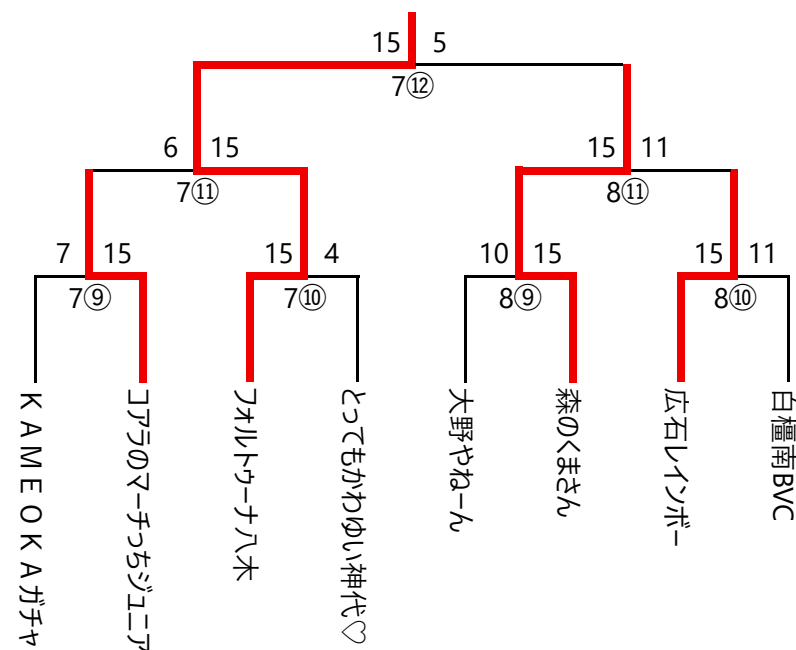 15 5
7⑫
6 15
15 11
7⑪
8⑪
7 15
15 4
10 15
15 11
7⑨
7⑩
8⑨
8⑩
ＫＡＭＥＯＫＡガチャ
コアラのマーチっちジュニア
フォルトゥーナ八木
とってもかわゆい神代♡
大野やねーん
森のくまさん
広石レインボー
白橿南BVC